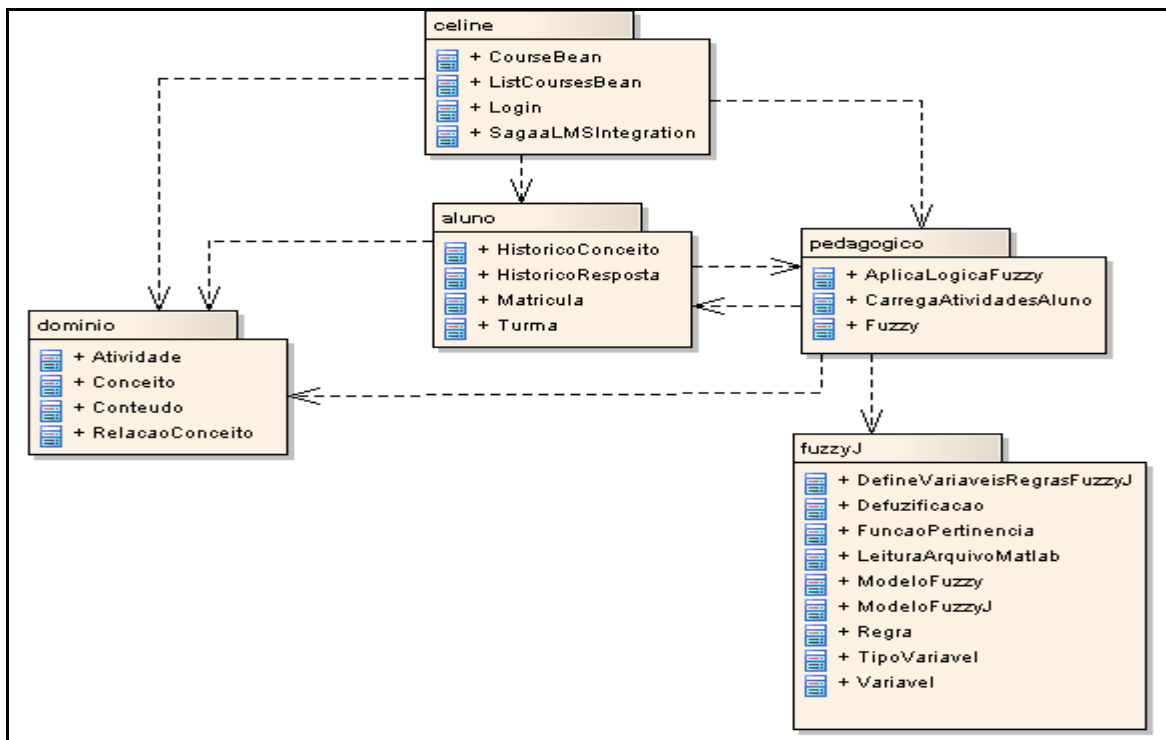 celine
+ CourseBean
+ ListCoursesBean
+ Login
+ SagaaLMSIntegration
aluno
+ HistoricoConceito
+ HistoricoResposta
+ Matricula
+ Turma
pedagogico
+ AplicaLogicaFuzzy
+ CarregaAtividadesAluno
+ Fuzzy
dominio
+ Atividade
+ Conceito
+ Conteudo
+ RelacaoConceito
fuzzyJ
+ DefineVariaveisRegrasFuzzyJ
+ Defuzificacao
+ FuncaoPertinencia
+ LeituraArquivoMatlab
+ ModeloFuzzy
+ ModeloFuzzyJ
+ Regra
+ TipoVariavel
+ Variavel